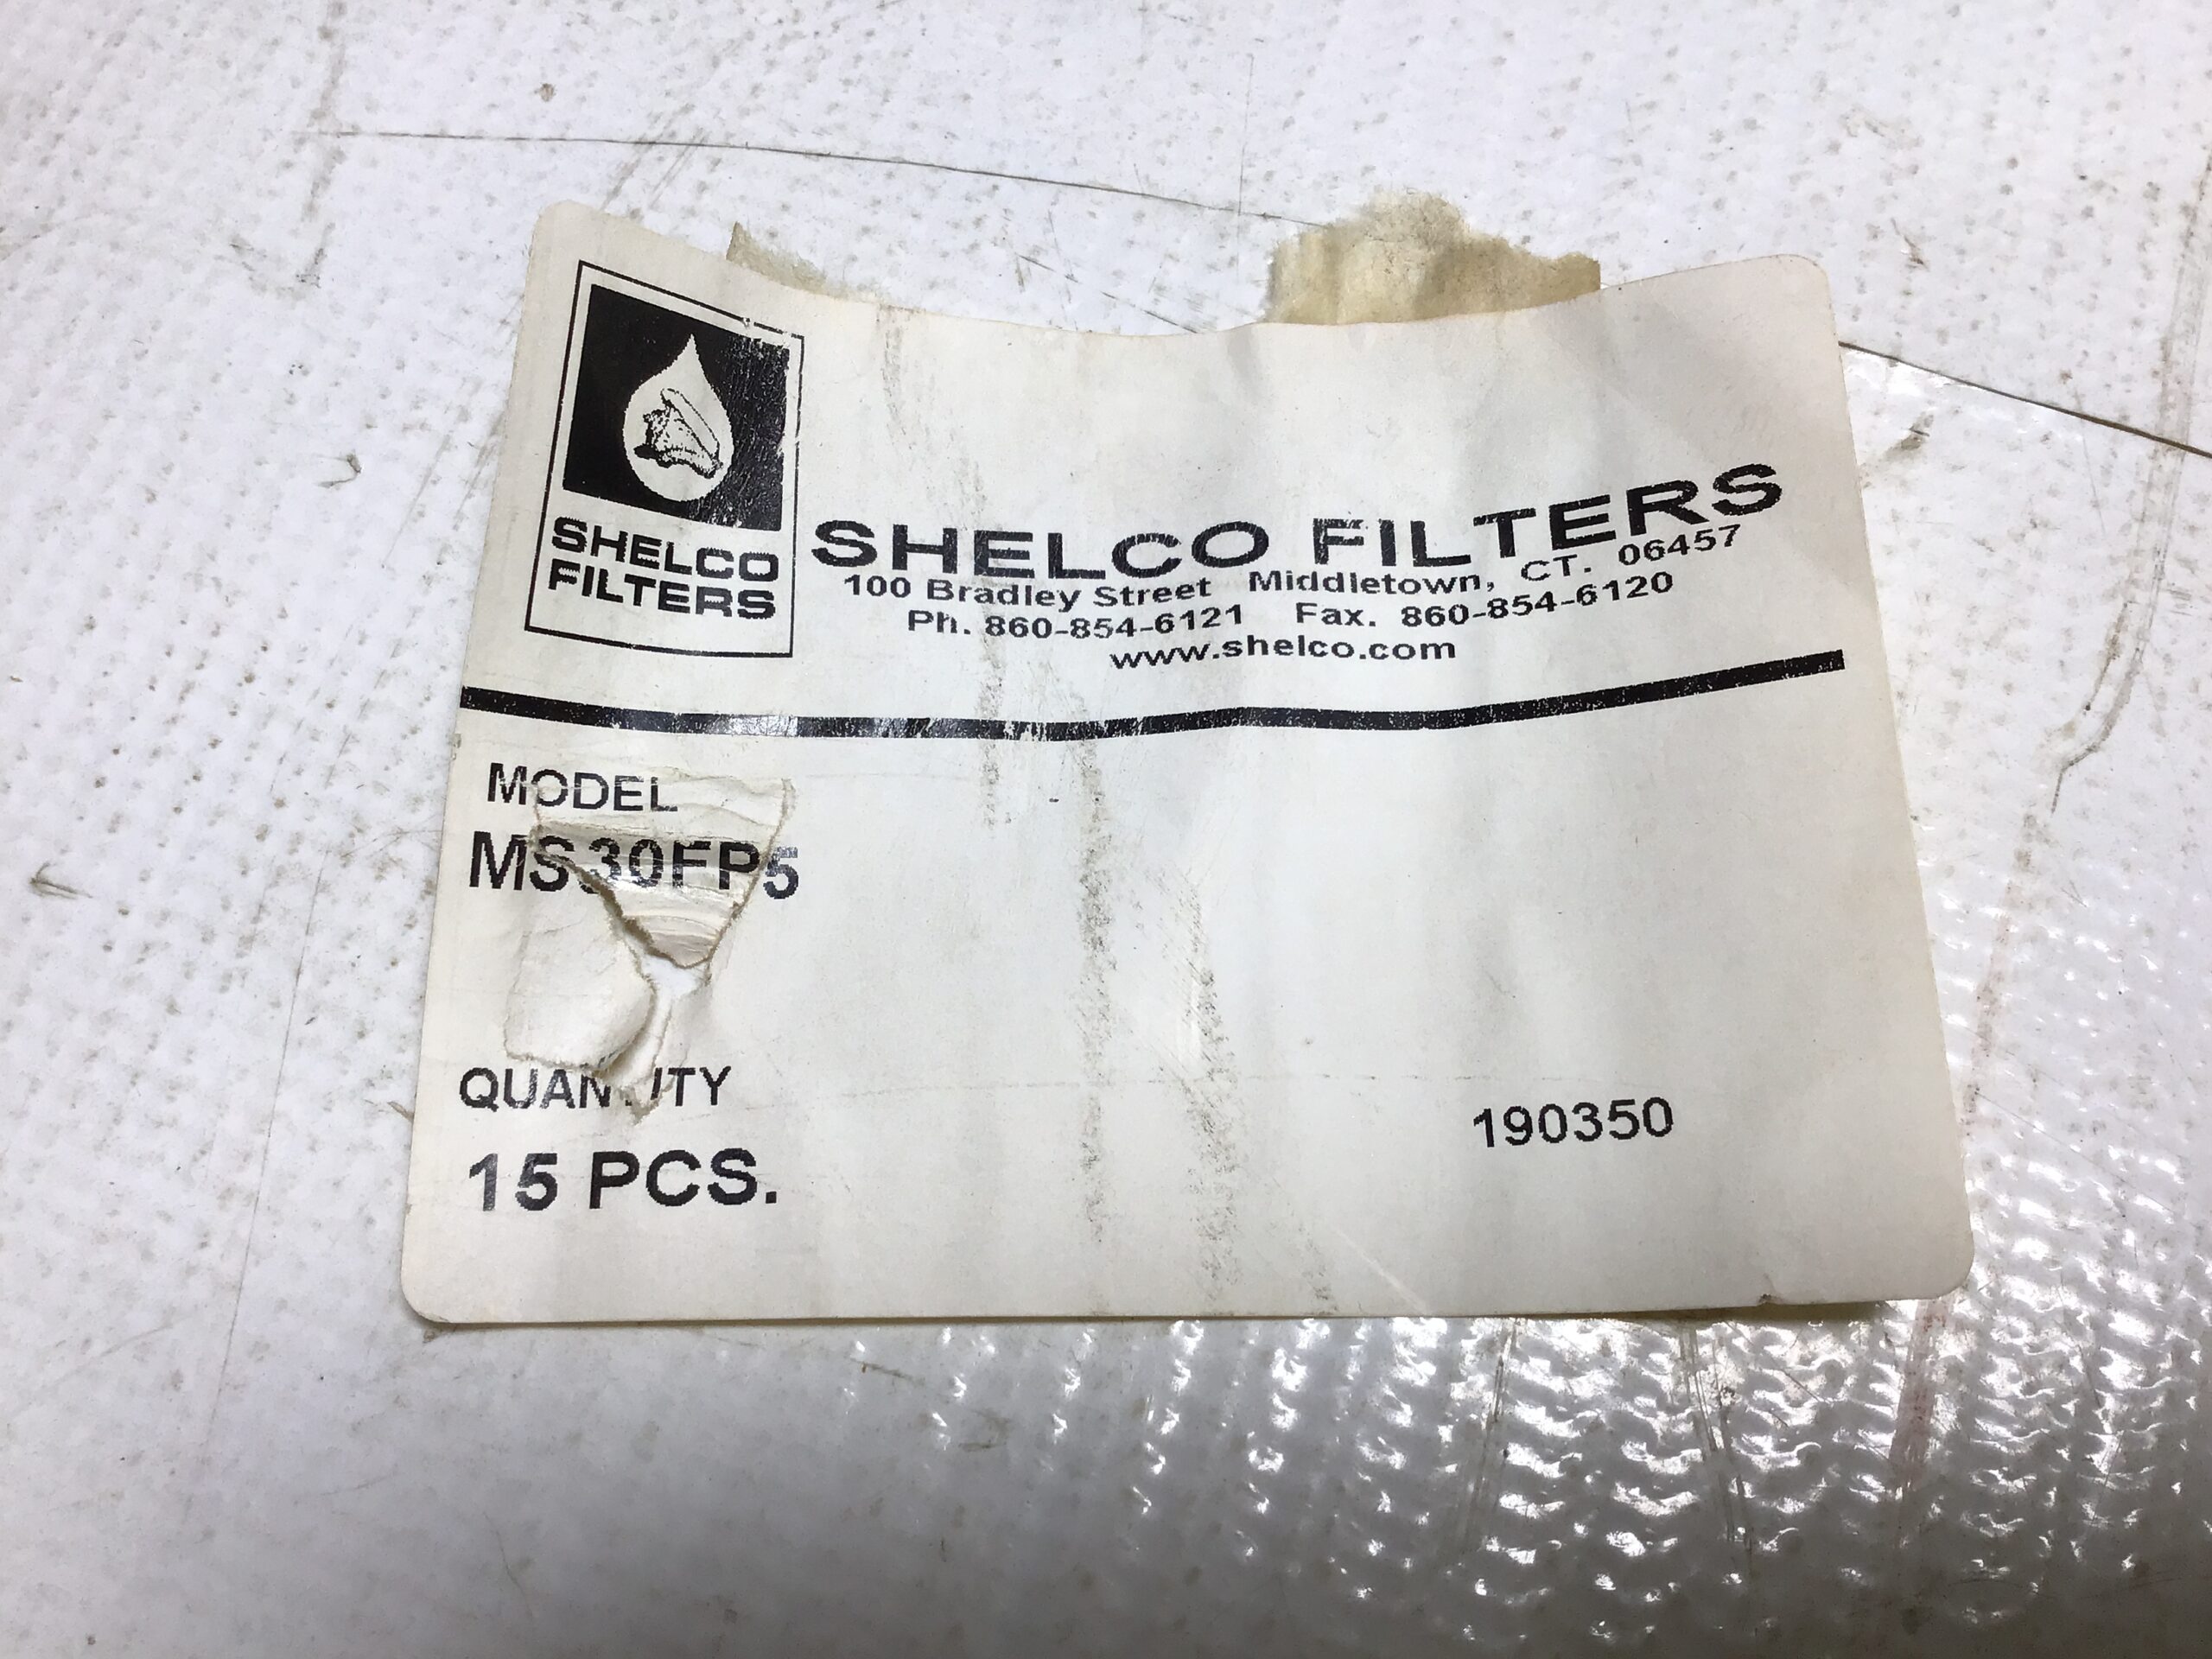 SHELCO
FILTERS
SHELCO FILTERS
100 Bradley Street Middletown, CT. 06457
Ph. 860-854-6121 Fax. 860-854-6120
www.shelco.com
MODEL
MS30FP5
QUANTITY
15 PCS.
190350